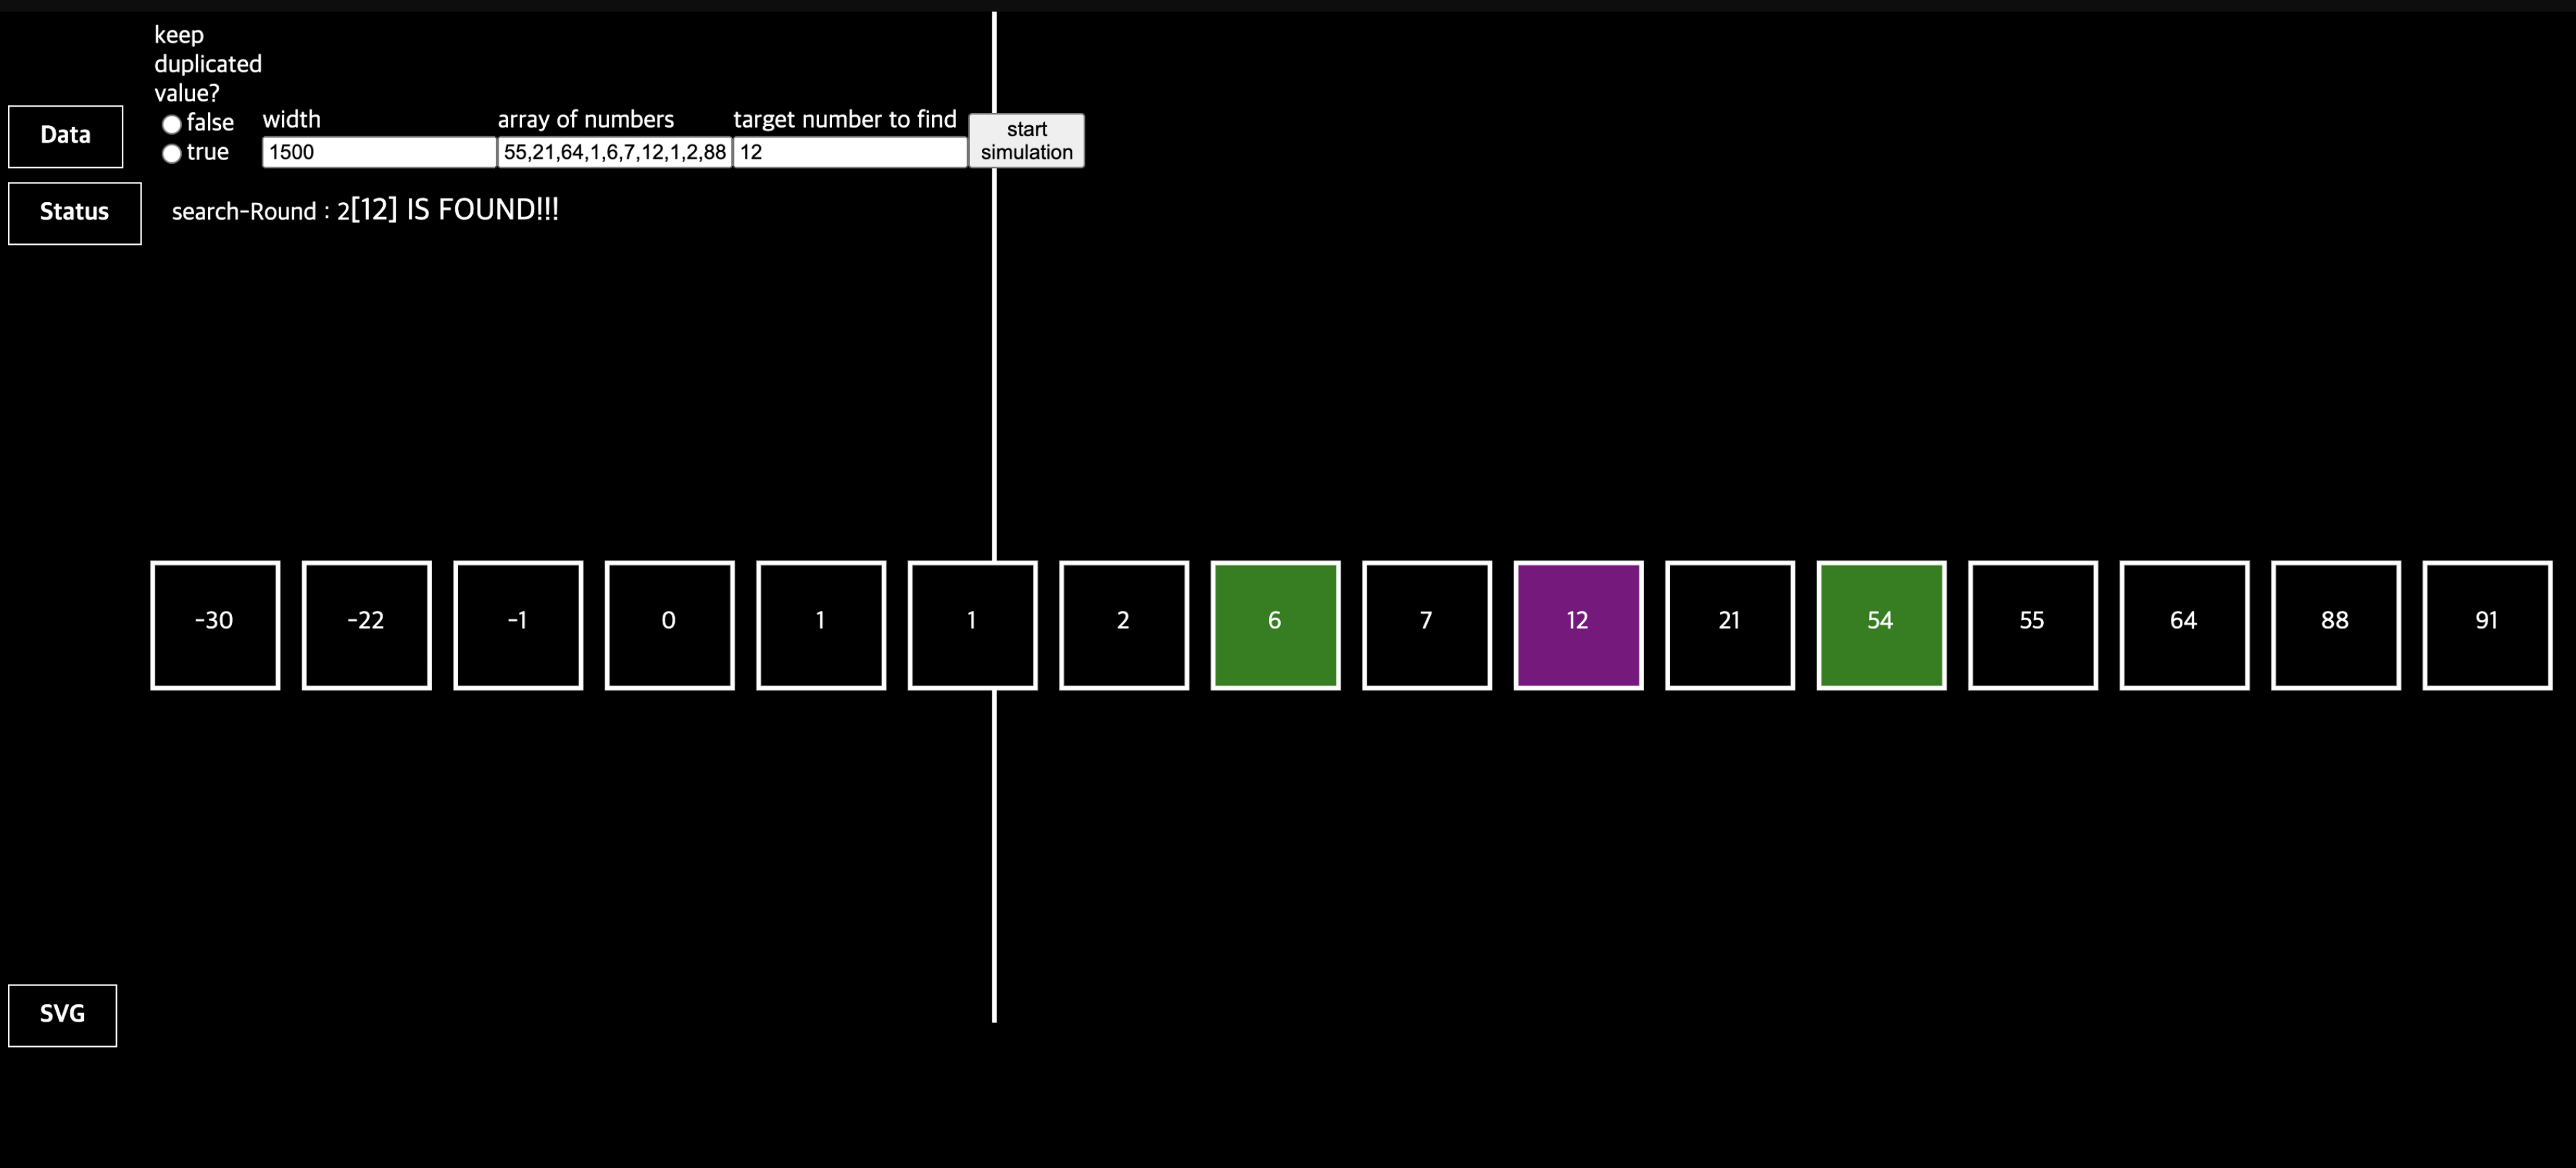 keep
duplicated
value?
false
true
width
1500
array of numbers
55,21,64,1,6,7,12,1,2,88
target number to find
12
start
simulation
Data
Status
search-Round : 2[12] IS FOUND!!!
-30 -22 -1 0 1 1 2 6 7 12 21 54 55 64 88 91
SVG